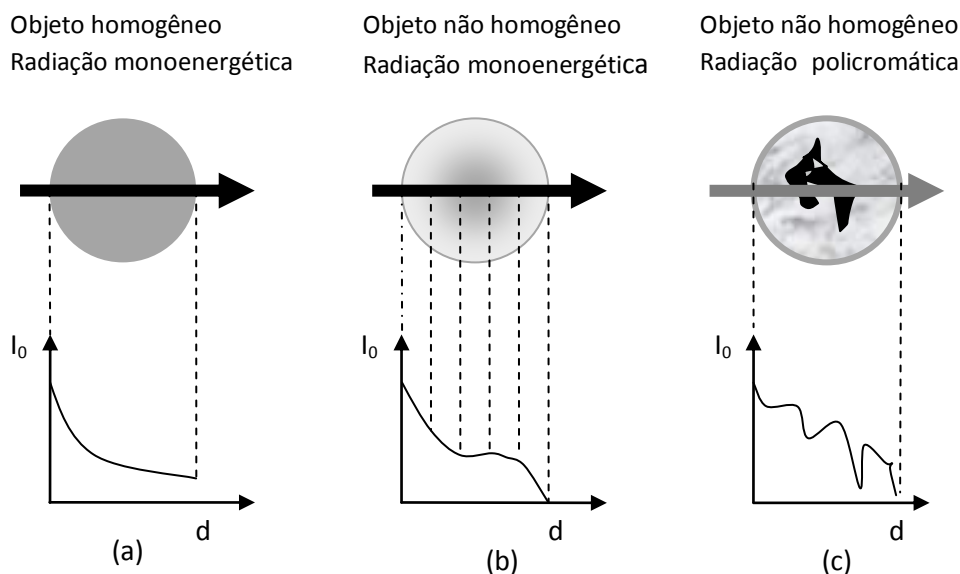 Objeto homogêneo
Radiação monoenergética
Objeto não homogêneo
Radiação monoenergética
Objeto não homogêneo
Radiação policromática
I₀
d
(a)
I₀
d
(b)
I₀
d
(c)